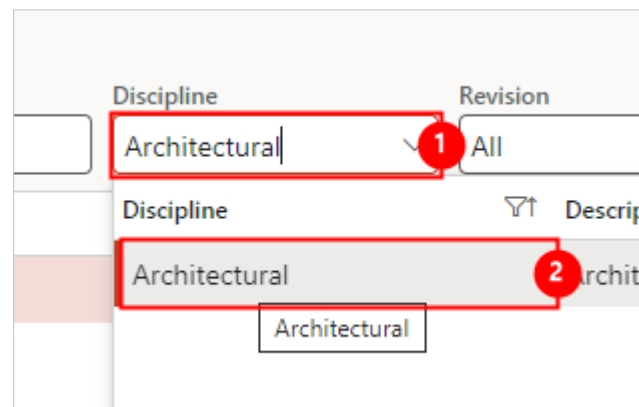 Discipline Revision
Architectural 1 All
Discipline Descrip
Architectural 2 Archit
Architectural